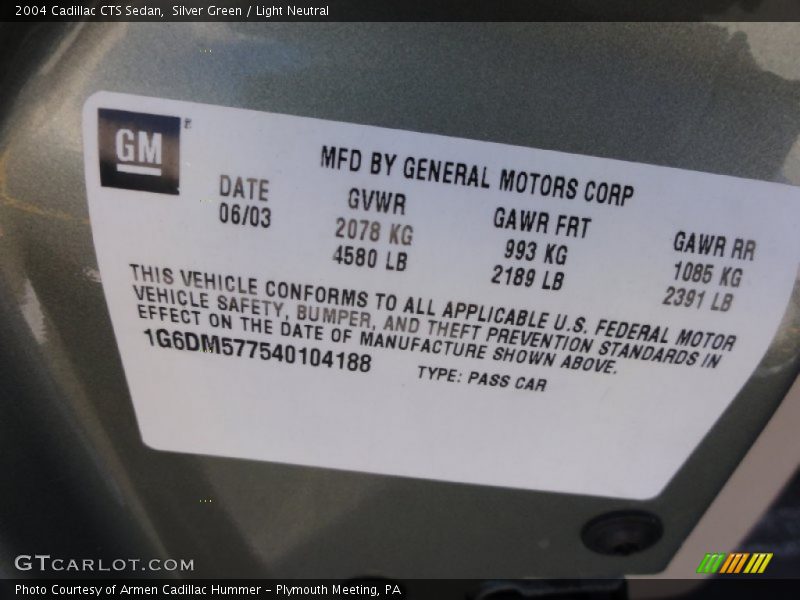 2004 Cadillac CTS Sedan,  Silver Green / Light Neutral
GM®
MFD BY GENERAL MOTORS CORP
DATE
06/03
GVWR
2078 KG
4580 LB
GAWR FRT
993 KG
2189 LB
GAWR RR
1085 KG
2391 LB
THIS VEHICLE CONFORMS TO ALL APPLICABLE U.S. FEDERAL MOTOR
VEHICLE SAFETY, BUMPER, AND THEFT PREVENTION STANDARDS IN
EFFECT ON THE DATE OF MANUFACTURE SHOWN ABOVE.
1G6DM577540104188
TYPE: PASS CAR
GTCARLOT.COM
Photo Courtesy of Armen Cadillac Hummer - Plymouth Meeting, PA